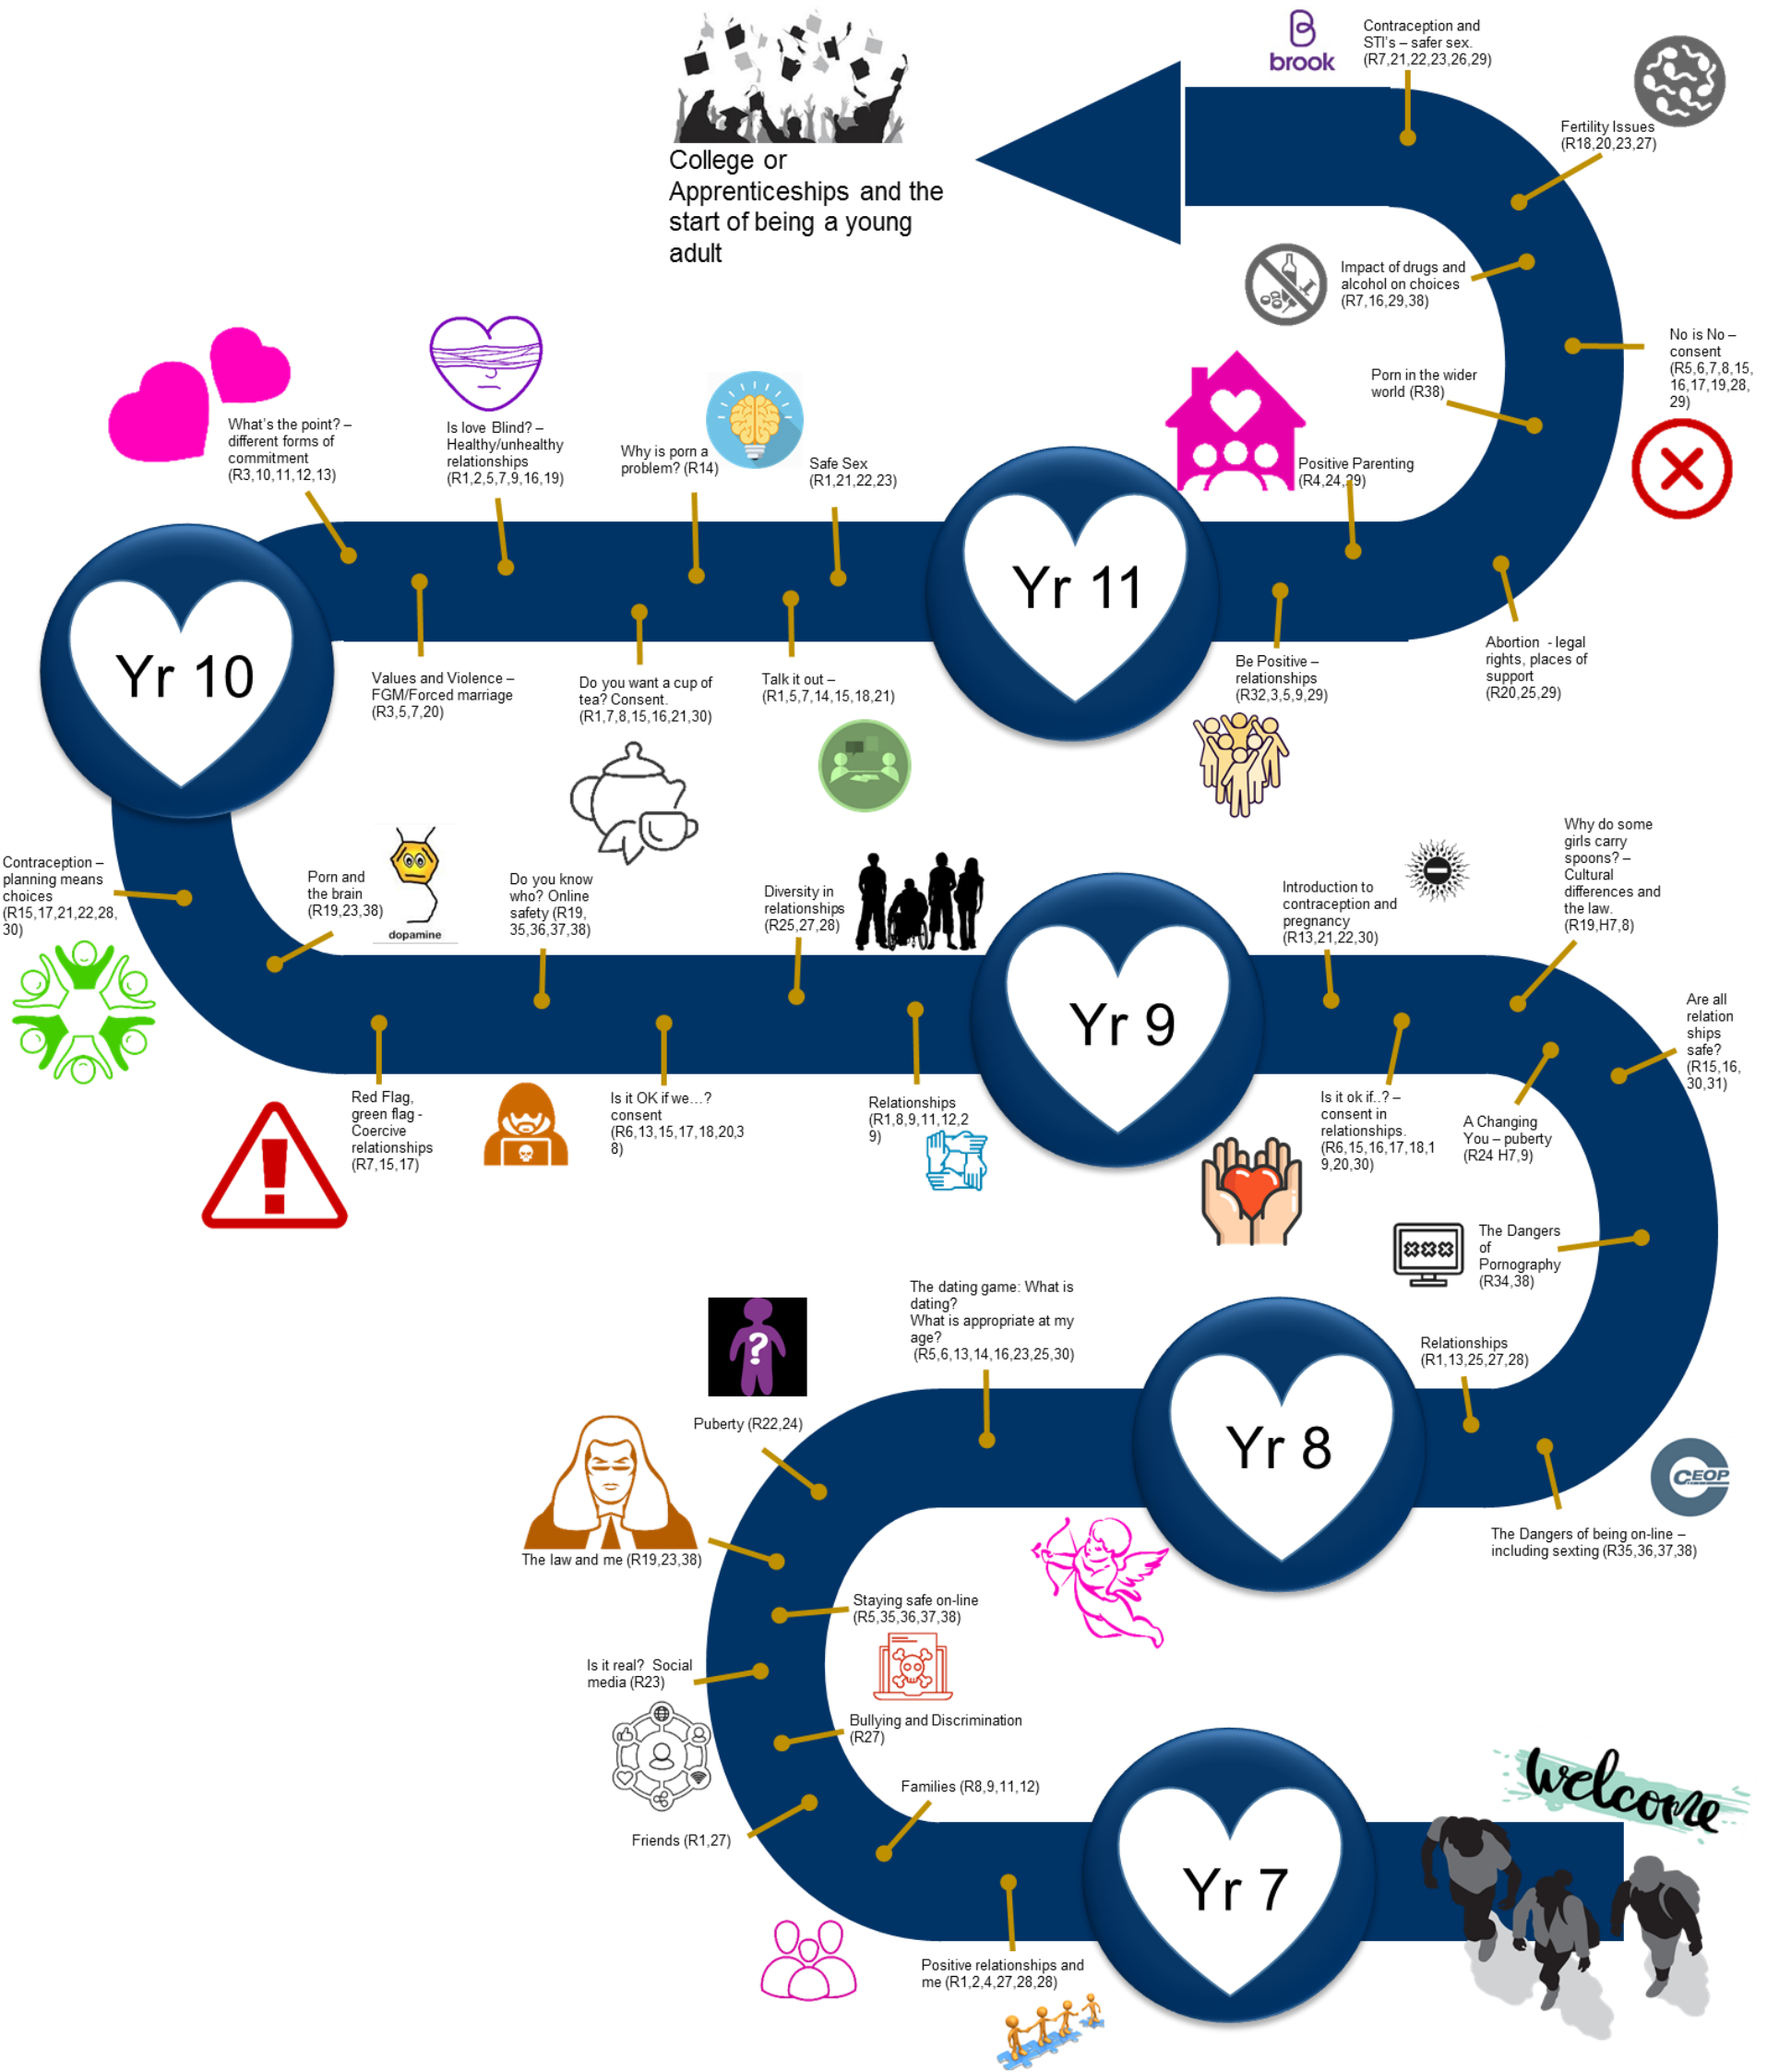 brook
Contraception and
STI's – safer sex.
(R7,21,22,23,26,29)
Fertility Issues
(R18,20,23,27)
College or
Apprenticeships and the
start of being a young
adult
Impact of drugs and
alcohol on choices
(R7,16,29,38)
No is No –
consent
(R5,6,7,8,15,
16,17,19,28,
29)
Porn in the wider
world (R38)
Positive Parenting
(R4,24,29)
What's the point? –
different forms of
commitment
(R3,10,11,12,13)
Is love Blind? –
Healthy/unhealthy
relationships
(R1,2,5,7,9,16,19)
Why is porn a
problem? (R14)
Safe Sex
(R1,21,22,23)
Yr 11
Yr 10
Values and Violence –
FGM/Forced marriage
(R3,5,7,20)
Do you want a cup of
tea? Consent.
(R1,7,8,15,16,21,30)
Talk it out –
(R1,5,7,14,15,18,21)
Be Positive –
relationships
(R32,3,5,9,29)
Abortion - legal
rights, places of
support
(R20,25,29)
Contraception –
planning means
choices
(R15,17,21,22,28,
30)
Porn and
the brain
(R19,23,38)
dopamine
Do you know
who? Online
safety (R19,
35,36,37,38)
Diversity in
relationships
(R25,27,28)
Introduction to
contraception and
pregnancy
(R13,21,22,30)
Why do some
girls carry
spoons? –
Cultural
differences and
the law.
(R19,H7,8)
Yr 9
Are all
relation
ships
safe?
(R15,16,
30,31)
Red Flag,
green flag -
Coercive
relationships
(R7,15,17)
Is it OK if we…?
consent
(R6,13,15,17,18,20,3
8)
Relationships
(R1,8,9,11,12,2
9)
Is it ok if..? –
consent in
relationships.
(R6,15,16,17,18,1
9,20,30)
A Changing
You – puberty
(R24 H7,9)
The Dangers
of
Pornography
(R34,38)
The dating game: What is
dating?
What is appropriate at my
age?
(R5,6,13,14,16,23,25,30)
Relationships
(R1,13,25,27,28)
Yr 8
?
Puberty (R22,24)
CEOP
The Dangers of being on-line –
including sexting (R35,36,37,38)
The law and me (R19,23,38)
Staying safe on-line
(R5,35,36,37,38)
Is it real? Social
media (R23)
Bullying and Discrimination
(R27)
Families (R8,9,11,12)
Friends (R1,27)
Yr 7
welcome
Positive relationships and
me (R1,2,4,27,28,28)